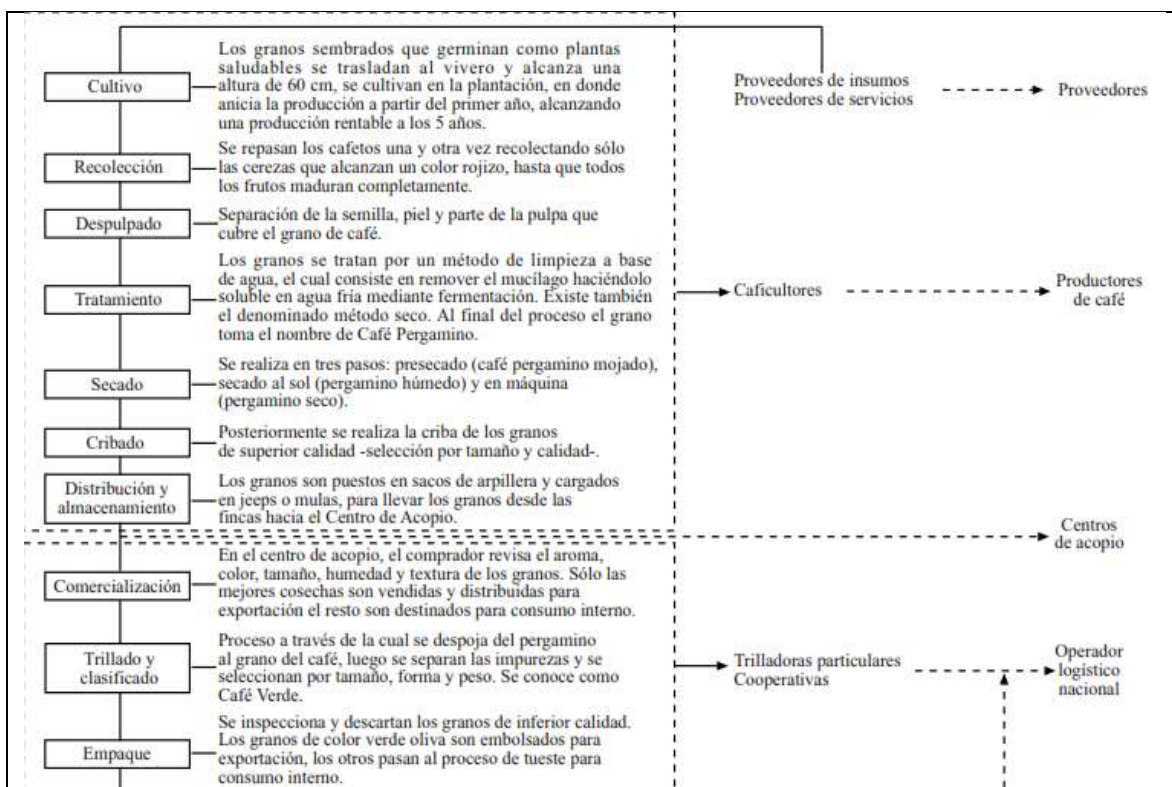 Cultivo
Los granos sembrados que germinan como plantas
saludables se trasladan al vivero y alcanza una
altura de 60 cm, se cultivan en la plantación, en donde
anicia la producción a partir del primer año, alcanzando
una producción rentable a los 5 años.
Proveedores de insumos
Proveedores de servicios
Proveedores
Recolección
Se repasan los cafetos una y otra vez recolectando sólo
las cerezas que alcanzan un color rojizo, hasta que todos
los frutos maduran completamente.
Despulpado
Separación de la semilla, piel y parte de la pulpa que
cubre el grano de café.
Tratamiento
Los granos se tratan por un método de limpieza a base
de agua, el cual consiste en remover el mucílago haciéndolo
soluble en agua fría mediante fermentación. Existe también
el denominado método seco. Al final del proceso el grano
toma el nombre de Café Pergamino.
Caficultores
Productores
de café
Secado
Se realiza en tres pasos: presecado (café pergamino mojado),
secado al sol (pergamino húmedo) y en máquina
(pergamino seco).
Cribado
Posteriormente se realiza la criba de los granos
de superior calidad -selección por tamaño y calidad-.
Distribución y
almacenamiento
Los granos son puestos en sacos de arpillera y cargados
en jeeps o mulas, para llevar los granos desde las
fincas hacia el Centro de Acopio.
Centros
de acopio
Comercialización
En el centro de acopio, el comprador revisa el aroma,
color, tamaño, humedad y textura de los granos. Sólo las
mejores cosechas son vendidas y distribuidas para
exportación el resto son destinados para consumo interno.
Trillado y
clasificado
Proceso a través de la cual se despoja del pergamino
al grano del café, luego se separan las impurezas y se
seleccionan por tamaño, forma y peso. Se conoce como
Café Verde.
Trilladoras particulares
Cooperativas
Operador
logístico
nacional
Empaque
Se inspecciona y descartan los granos de inferior calidad.
Los granos de color verde oliva son embolsados para
exportación, los otros pasan al proceso de tueste para
consumo interno.